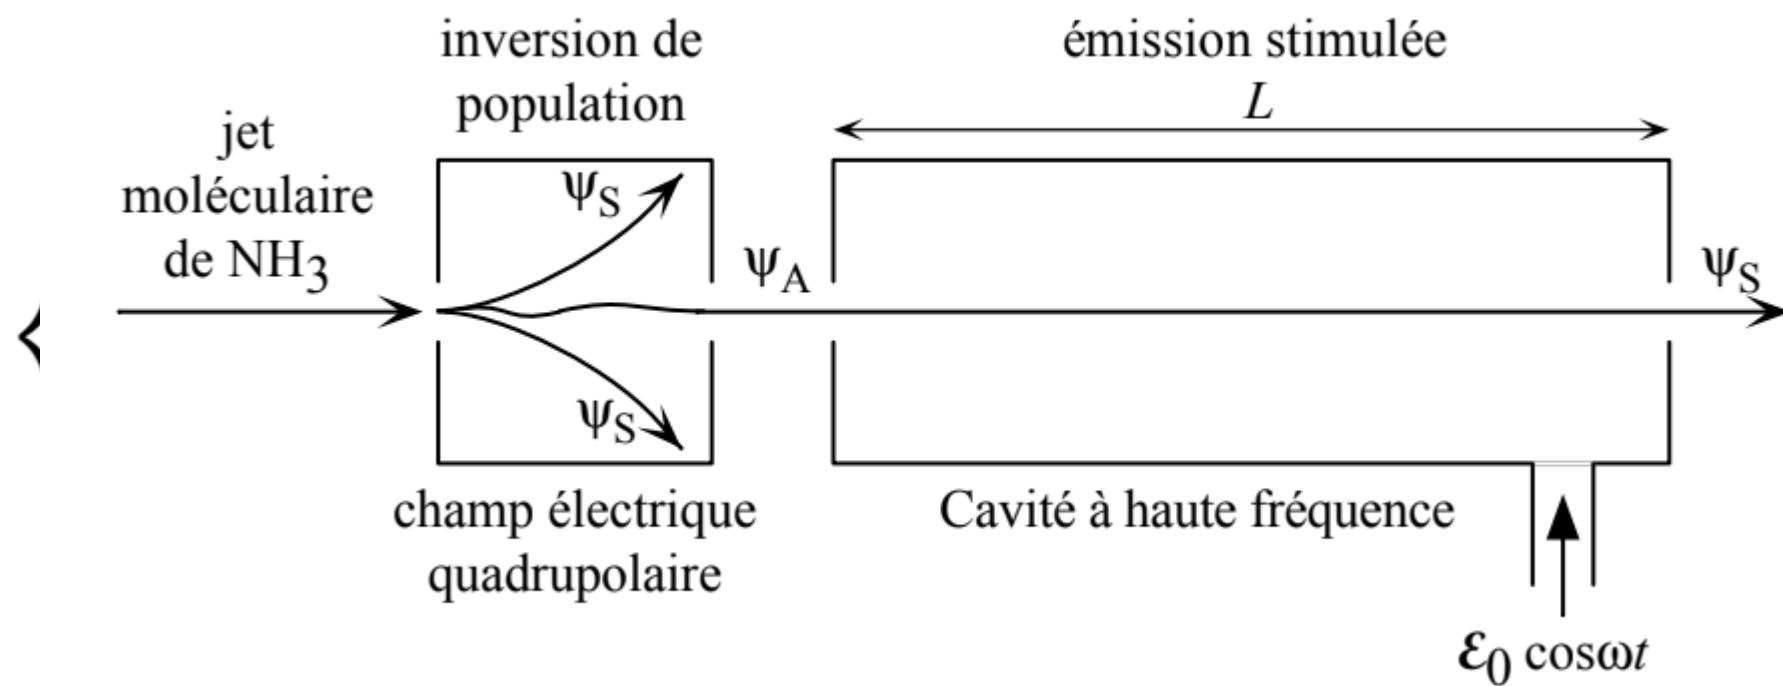 inversion de
population
émission stimulée
L
jet
moléculaire
de NH3
ψS
ψS
ψA
ψS
champ électrique
quadrupolaire
Cavité à haute fréquence
ℰ0 cosωt